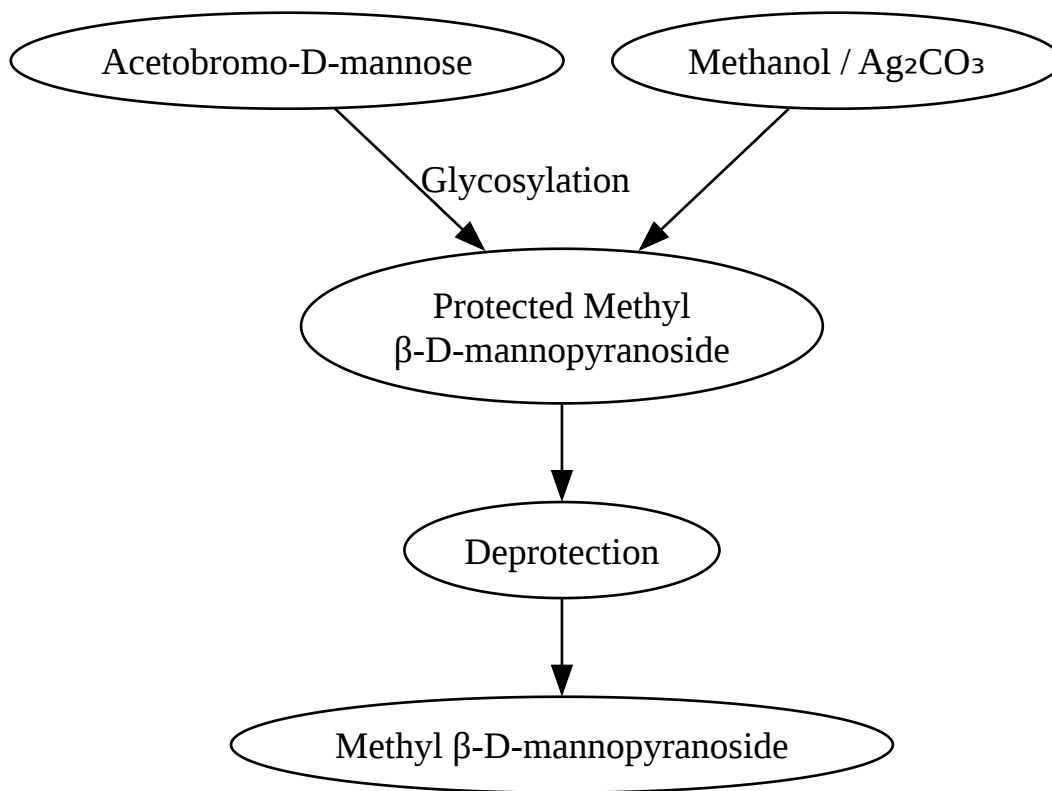 Acetobromo-D-mannose
Methanol / Ag₂CO₃
Glycosylation
Protected Methyl
β-D-mannopyranoside
Deprotection
Methyl β-D-mannopyranoside